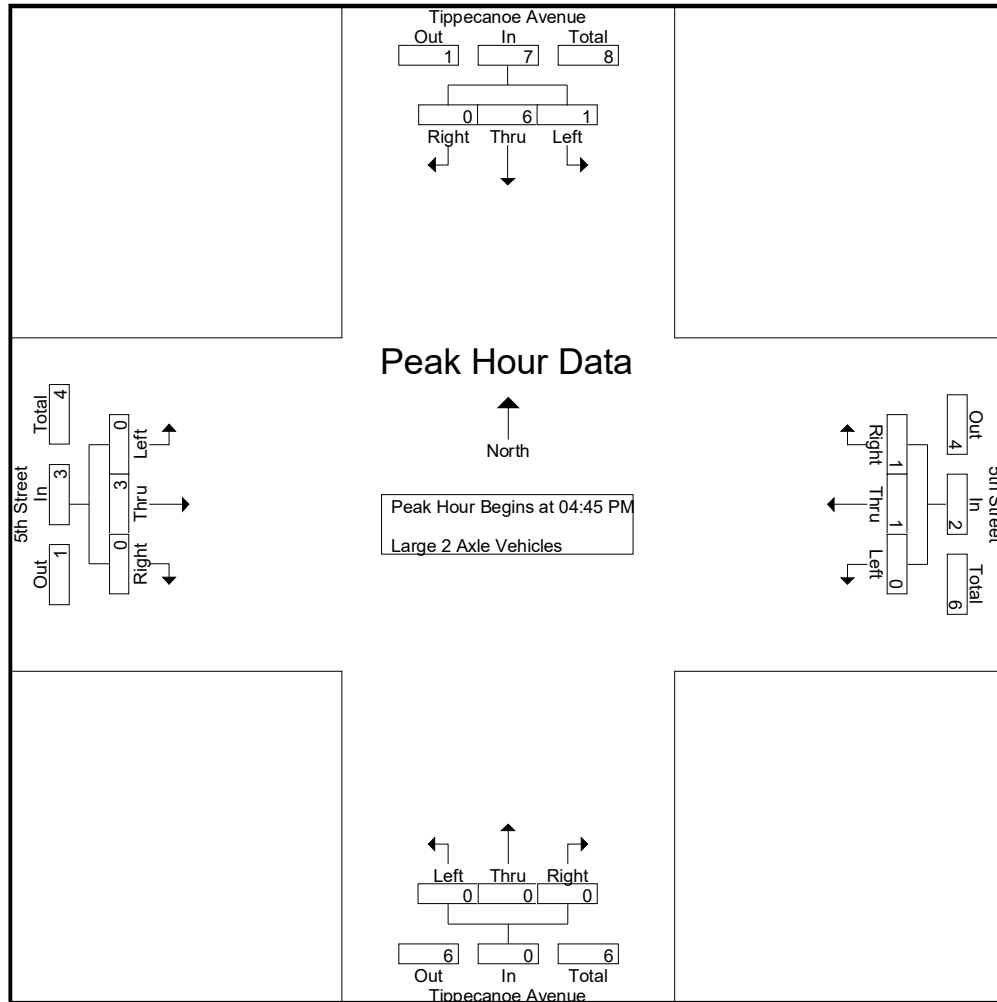 Tippecanoe Avenue
Out In Total
1 7 8
0 6 1
Right Thru Left
Peak Hour Data
North
Peak Hour Begins at 04:45 PM
Large 2 Axle Vehicles
5th Street
Total In Out
4 3 1
0 3 0
Left Thru Right
Right Thru Left
1 1 0
Out In Total
4 2 6
5th Street
Left Thru Right
0 0 0
6 0 6
Out In Total
Tippecanoe Avenue